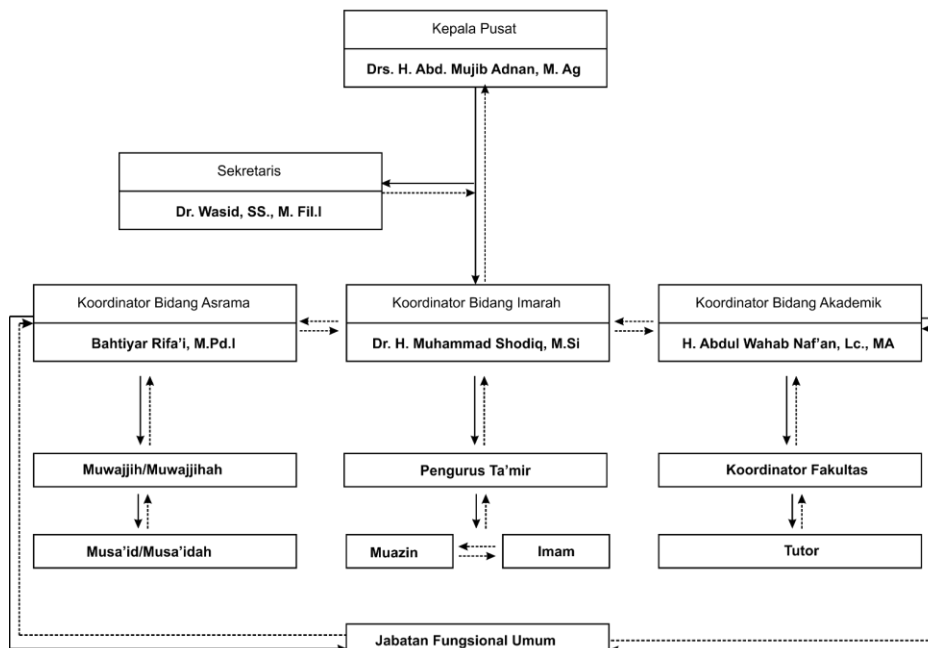 Kepala Pusat
Drs. H. Abd. Mujib Adnan, M. Ag
Sekretaris
Dr. Wasid, SS., M. Fil.I
Koordinator Bidang Asrama
Bahtiyar Rifa'i, M.Pd.I
Koordinator Bidang Imarah
Dr. H. Muhammad Shodiq, M.Si
Koordinator Bidang Akademik
H. Abdul Wahab Naf'an, Lc., MA
Muwajjih/Muwajjihah
Pengurus Ta'mir
Koordinator Fakultas
Musa'id/Musa'idah
Muazin
Imam
Tutor
Jabatan Fungsional Umum